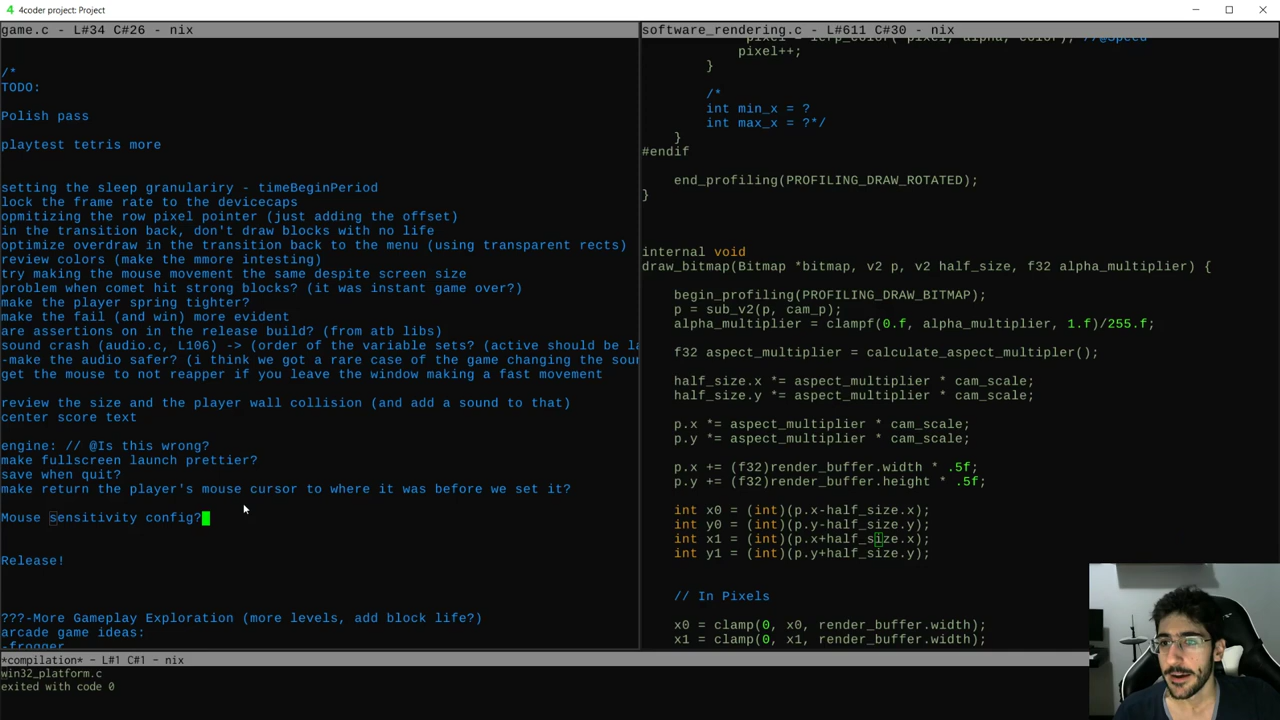 4 4coder project: Project
game.c - L#34 C#26 - nix
/*
TODO:
Polish pass
playtest tetris more
setting the sleep granulariry - timeBeginPeriod
lock the frame rate to the devicecaps
opmitizing the row pixel pointer (just adding the offset)
in the transition back, don't draw blocks with no life
optimize overdraw in the transition back to the menu (using transparent rects)
review colors (make the mmore intesting)
try making the mouse movement the same despite screen size
problem when comet hit strong blocks? (it was instant game over?)
make the player spring tighter?
make the fail (and win) more evident
are assertions on in the release build? (from atb libs)
sound crash (audio.c, L106) -> (order of the variable sets? (active should be la
-make the audio safer? (i think we got a rare case of the game changing the soun
get the mouse to not reapper if you leave the window making a fast movement
review the size and the player wall collision (and add a sound to that)
center score text
engine: // @Is this wrong?
make fullscreen launch prettier?
save when quit?
make return the player's mouse cursor to where it was before we set it?
Mouse sensitivity config?
Release!
???-More Gameplay Exploration (more levels, add block life?)
arcade game ideas:
-frogger
software_rendering.c - L#611 C#30 - nix
pixel++;
}
/*
int min_x = ?
int max_x = ?*/
}
#endif
end_profiling(PROFILING_DRAW_ROTATED);
}
internal void
draw_bitmap(Bitmap *bitmap, v2 p, v2 half_size, f32 alpha_multiplier) {
begin_profiling(PROFILING_DRAW_BITMAP);
p = sub_v2(p, cam_p);
alpha_multiplier = clampf(0.f, alpha_multiplier, 1.f)/255.f;
f32 aspect_multiplier = calculate_aspect_multipler();
half_size.x *= aspect_multiplier * cam_scale;
half_size.y *= aspect_multiplier * cam_scale;
p.x *= aspect_multiplier * cam_scale;
p.y *= aspect_multiplier * cam_scale;
p.x += (f32)render_buffer.width * .5f;
p.y += (f32)render_buffer.height * .5f;
int x0 = (int)(p.x-half_size.x);
int y0 = (int)(p.y-half_size.y);
int x1 = (int)(p.x+half_size.x);
int y1 = (int)(p.y+half_size.y);
// In Pixels
x0 = clamp(0, x0, render_buffer.width);
x1 = clamp(0, x1, render_buffer.width);
*compilation* - L#1 C#1 - nix
win32_platform.c
exited with code 0